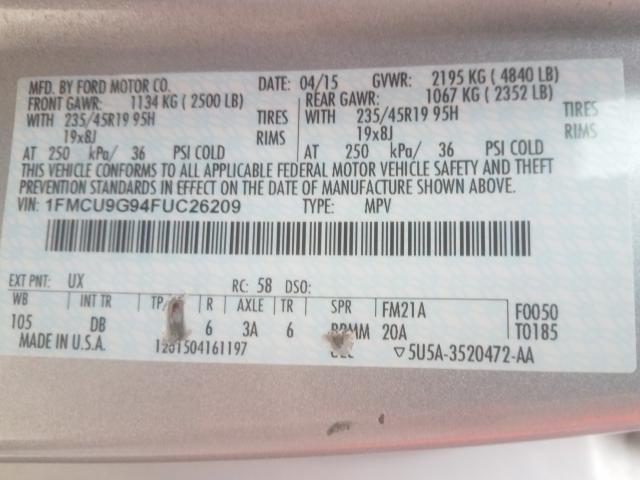 MFD. BY FORD MOTOR CO. DATE: 04/15 GVWR: 2195 KG ( 4840 LB)
FRONT GAWR: 1134 KG ( 2500 LB) REAR GAWR: 1067 KG ( 2352 LB)
WITH 235/45R19 95H TIRES WITH 235/45R19 95H TIRES
19x8J RIMS 19x8J RIMS
AT 250 kPa/ 36 PSI COLD AT 250 kPa/ 36 PSI COLD
THIS VEHICLE CONFORMS TO ALL APPLICABLE FEDERAL MOTOR VEHICLE SAFETY AND THEFT
PREVENTION STANDARDS IN EFFECT ON THE DATE OF MANUFACTURE SHOWN ABOVE.
VIN: 1FMCU9G94FUC26209 TYPE: MPV
EXT PNT: UX RC: 58 DSO:
WB INT TR R AXLE TR SPR FM21A F0050
105 DB 6 3A 6 20A T0185
MADE IN U.S.A. ▽5U5A-3520472-AA